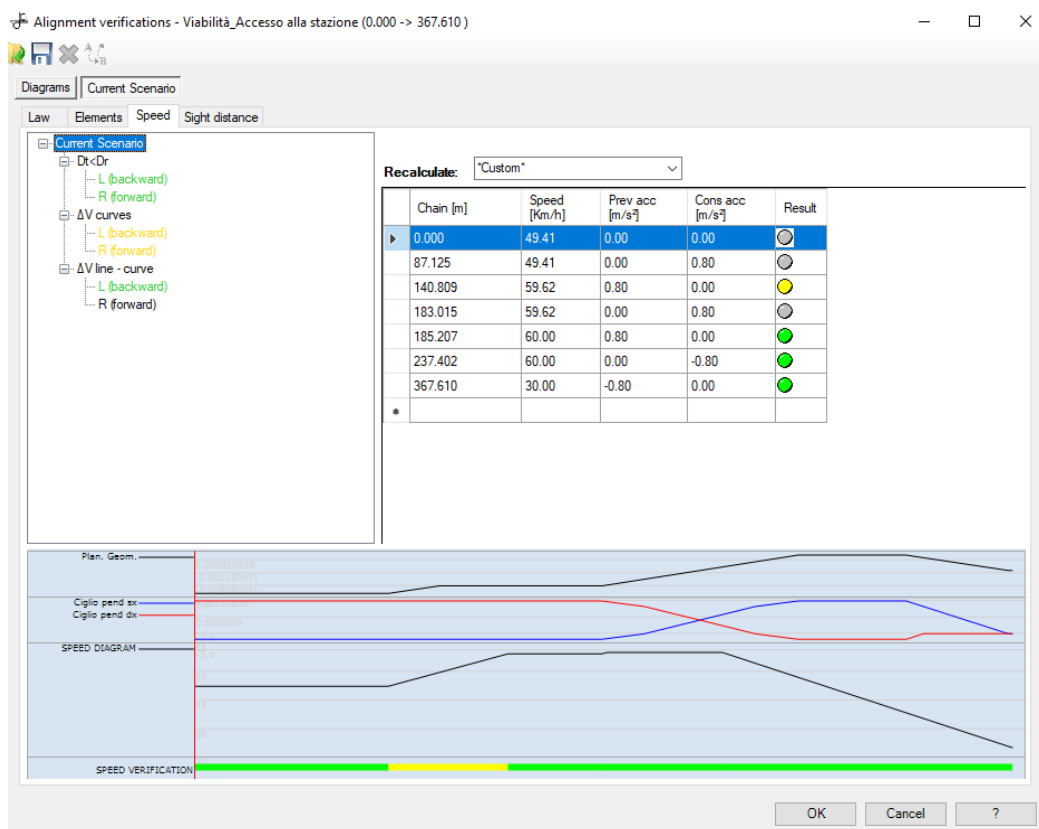 Alignment verifications - Viabilità_Accesso alla stazione (0.000 -> 367.610 )
Diagrams Current Scenario
Law Elements Speed Sight distance
Current Scenario
Dt<Dr
L (backward)
R (forward)
ΔV curves
L (backward)
R (forward)
ΔV line - curve
L (backward)
R (forward)
Recalculate: "Custom"
Chain [m] Speed [Km/h] Prev acc [m/s²] Cons acc [m/s²] Result
0.000 49.41 0.00 0.00
87.125 49.41 0.00 0.80
140.809 59.62 0.80 0.00
183.015 59.62 0.00 0.80
185.207 60.00 0.80 0.00
237.402 60.00 0.00 -0.80
367.610 30.00 -0.80 0.00
Plan. Geom.
Ciglio pend sx
Ciglio pend dx
SPEED DIAGRAM
SPEED VERIFICATION
OK Cancel ?